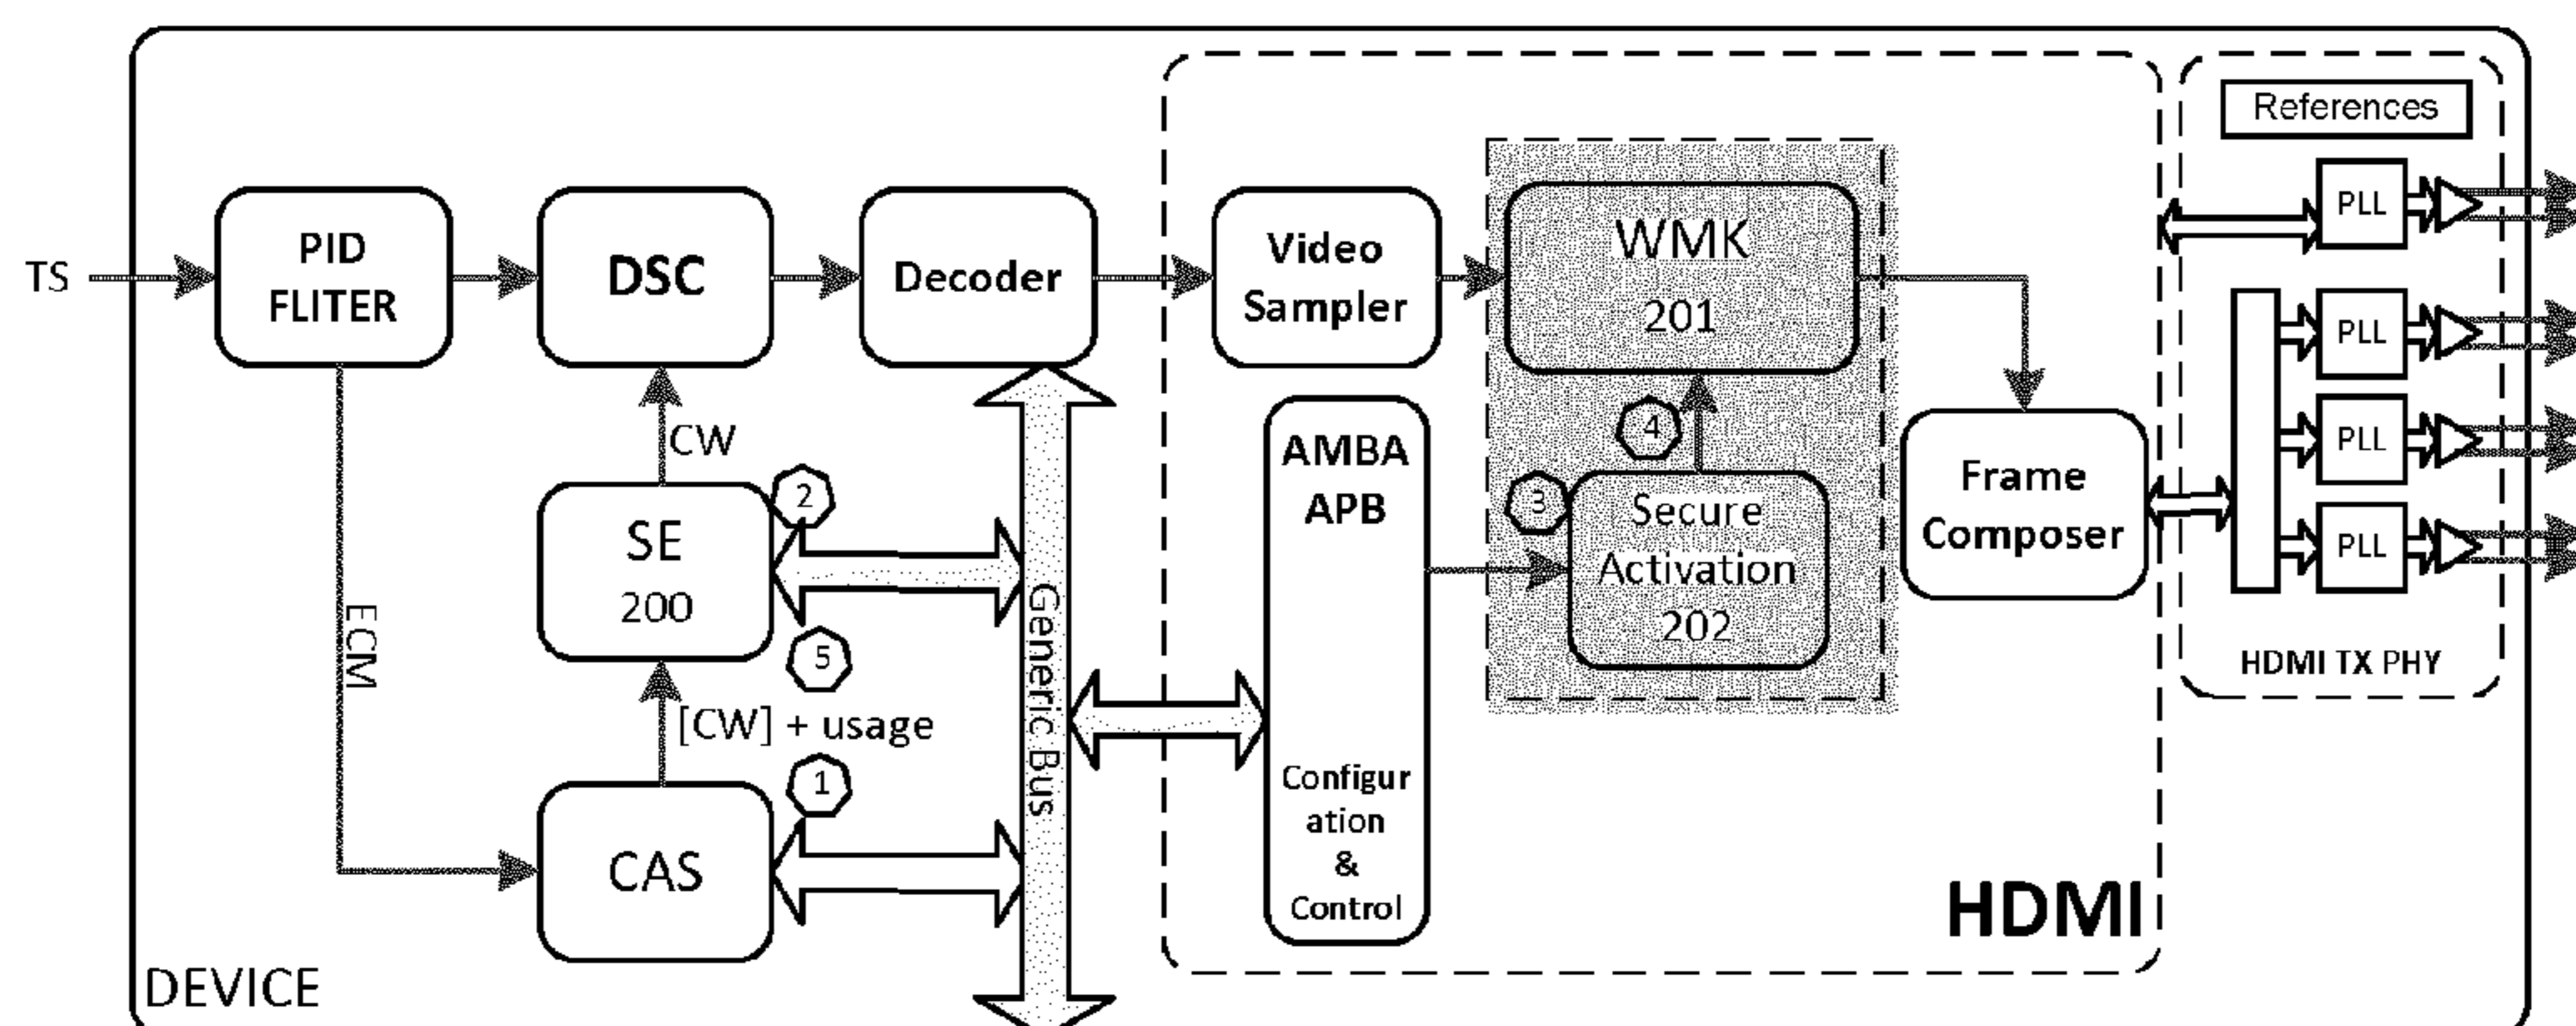 References
PLL
TS
PID
FLITER
DSC
Decoder
Video
Sampler
WMK
201
PLL
CW
AMBA
APB
4
PLL
2
SE
200
3
Secure
Activation
202
Frame
Composer
PLL
ECM
5
Generic Bus
HDMI TX PHY
[CW] + usage
1
CAS
Configur
ation
&
Control
HDMI
DEVICE